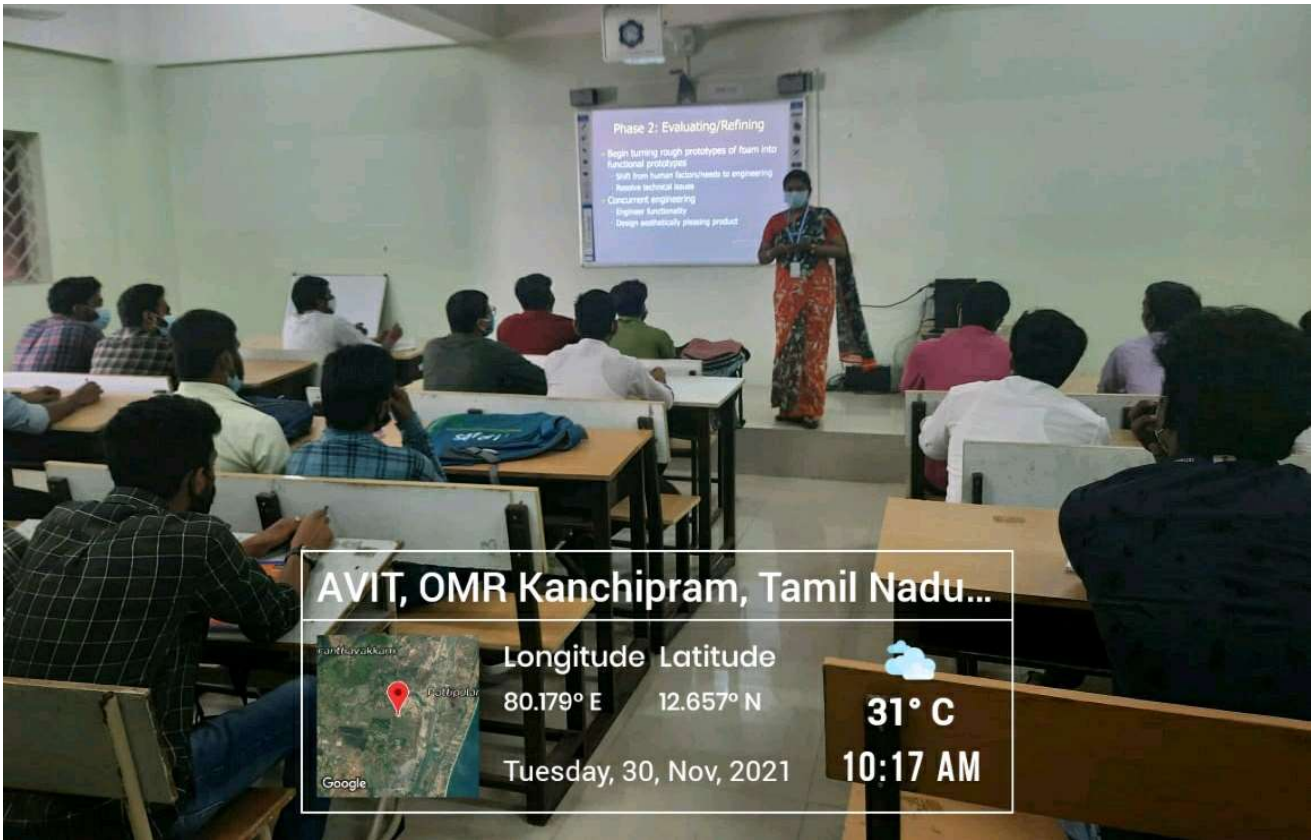 Phase 2: Evaluating/Refining
- Begin turning rough prototypes of foam into
functional prototypes
- Shift from human factors/needs to engineering
- Resolve technical issues
- Concurrent engineering
- Engineer functionality
- Design aesthetically pleasing product
AVIT, OMR Kanchipram, Tamil Nadu...
Longitude Latitude
80.179° E 12.657° N
31° C
Tuesday, 30, Nov, 2021
10:17 AM
Google